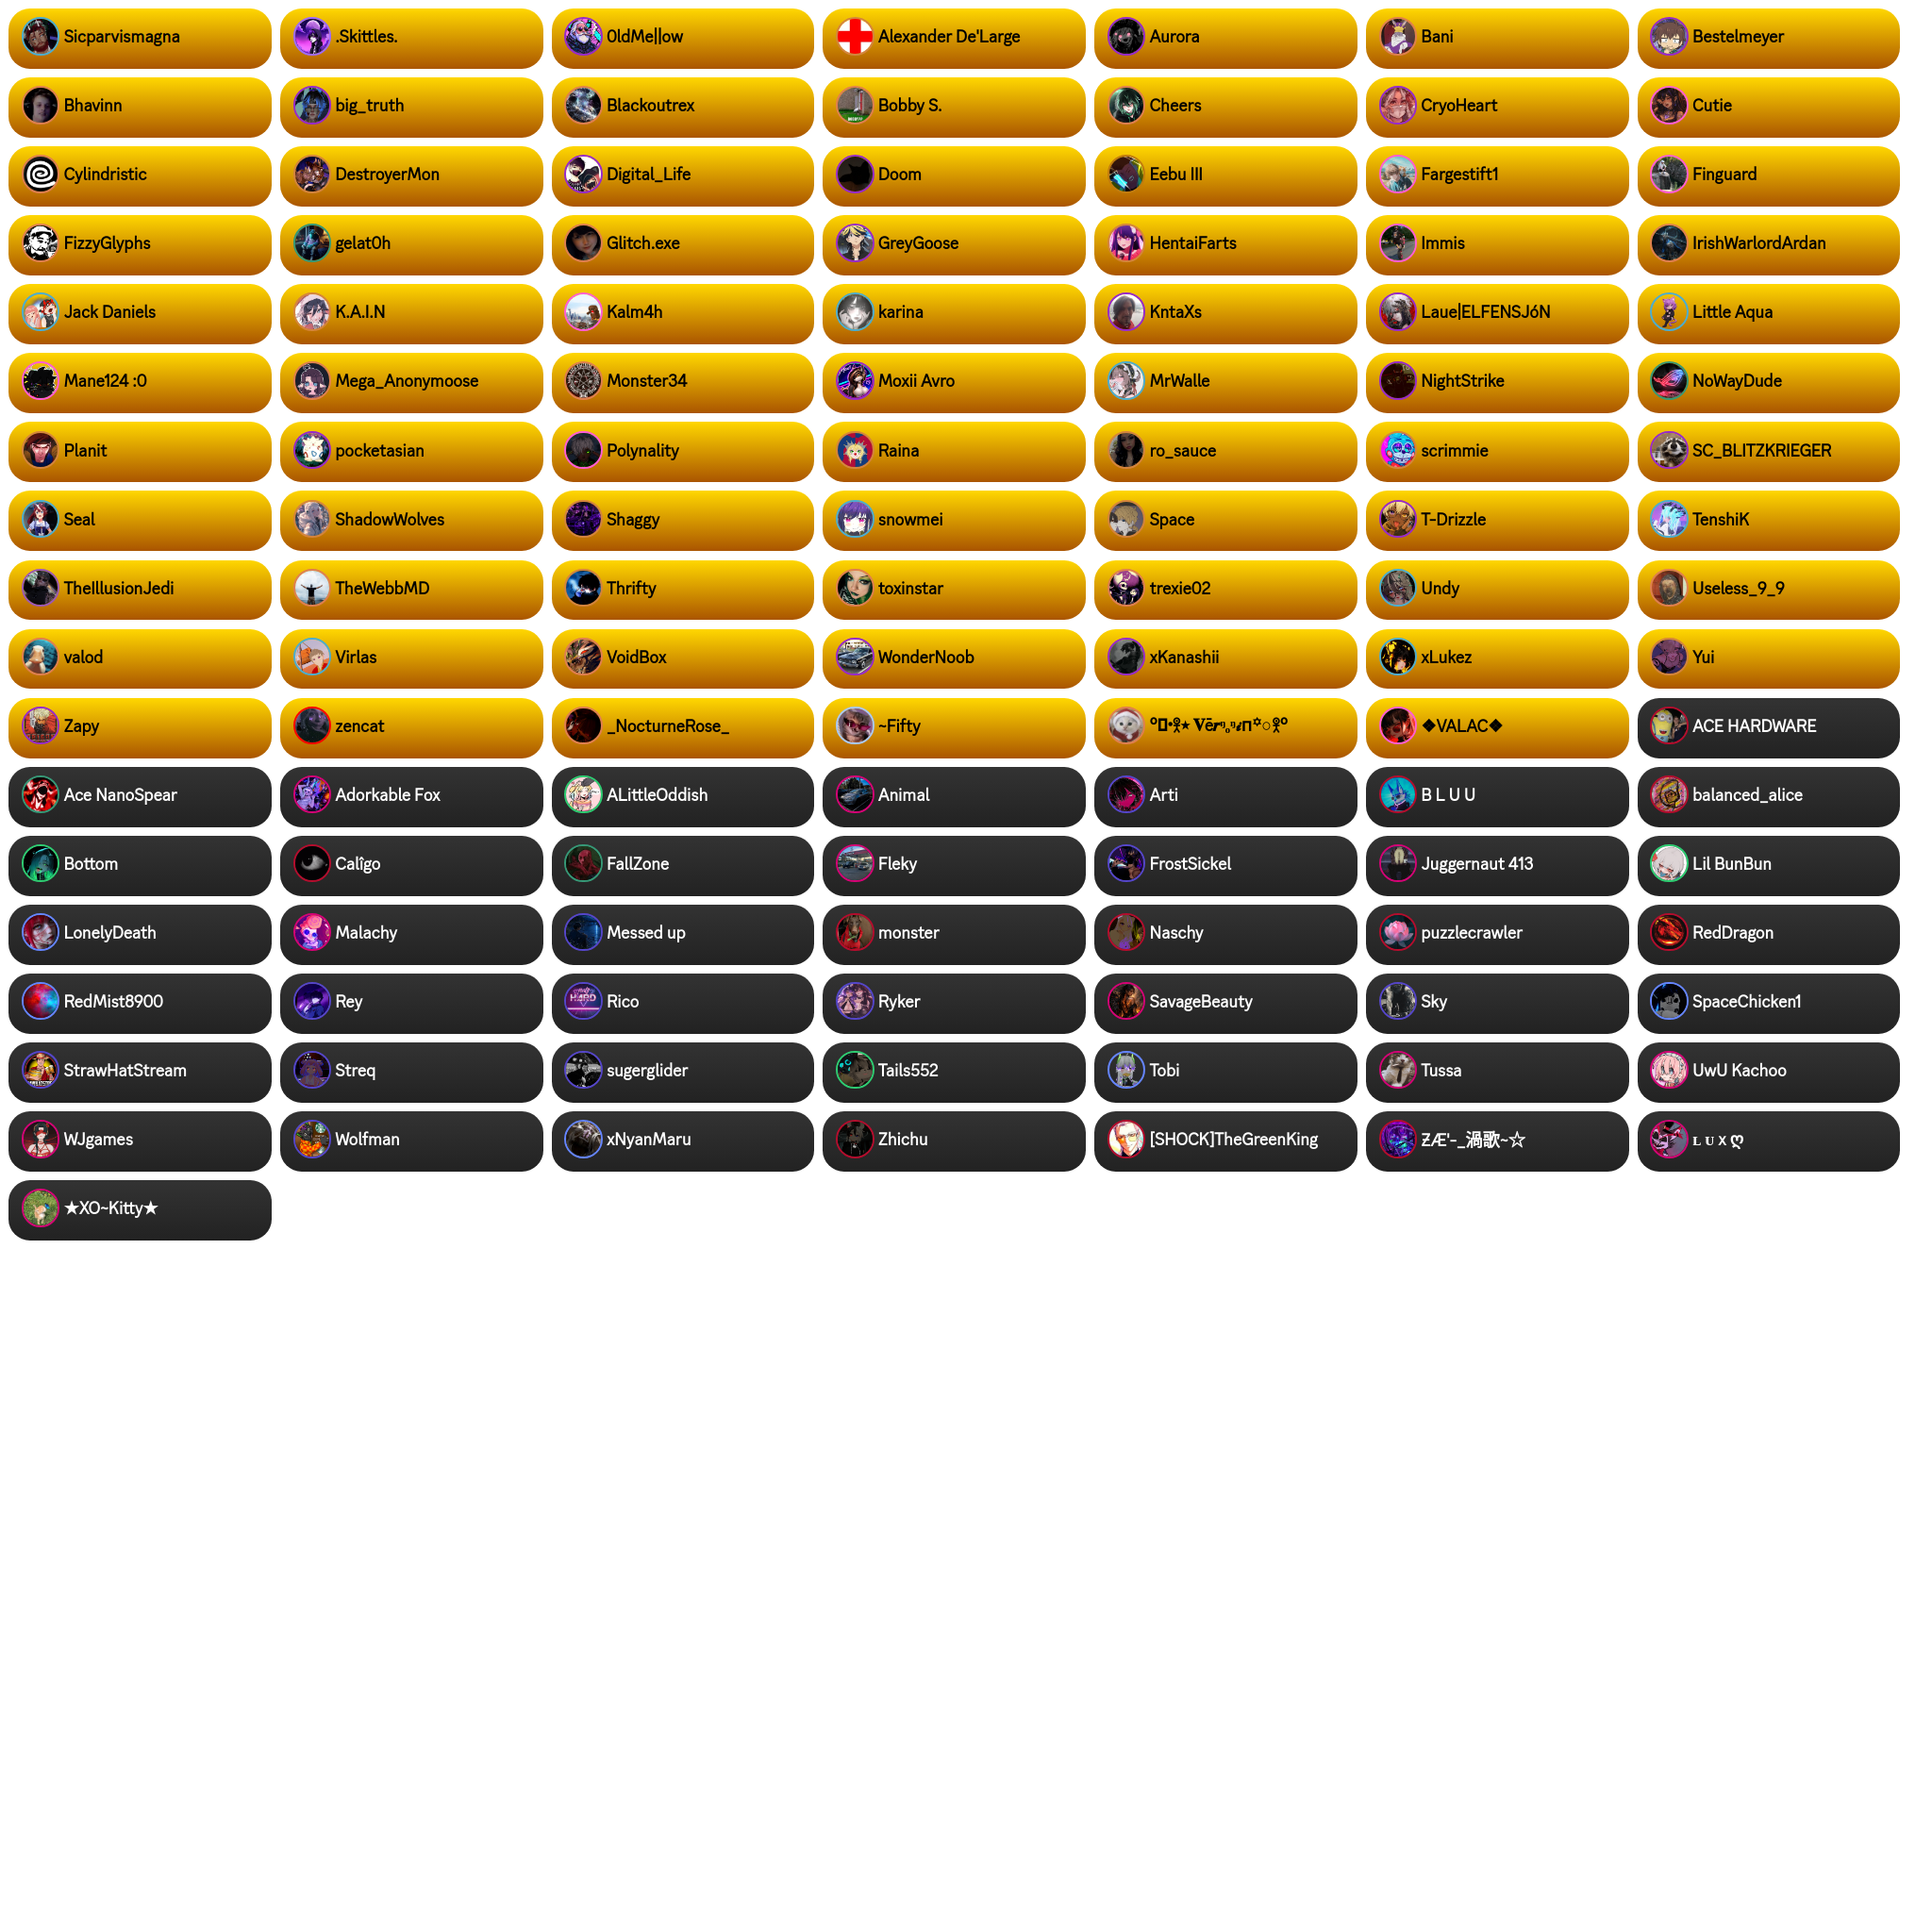 Sicparvismagna
.Skittles.
0ldMe||ow
Alexander De'Large
Aurora
Bani
Bestelmeyer
Bhavinn
big_truth
Blackoutrex
Bobby S.
Cheers
CryoHeart
Cutie
Cylindristic
DestroyerMon
Digital_Life
Doom
Eebu III
Fargestift1
Finguard
FizzyGlyphs
gelat0h
Glitch.exe
GreyGoose
HentaiFarts
Immis
IrishWarlordArdan
Jack Daniels
K.A.I.N
Kalm4h
karina
KntaXs
Laue|ELFENSJóN
Little Aqua
Mane124 :0
Mega_Anonymoose
Monster34
Moxii Avro
MrWalle
NightStrike
NoWayDude
Planit
pocketasian
Polynality
Raina
ro_sauce
scrimmie
SC_BLITZKRIEGER
Seal
ShadowWolves
Shaggy
snowmei
Space
T-Drizzle
TenshiK
TheIllusionJedi
TheWebbMD
Thrifty
toxinstar
trexie02
Undy
Useless_9_9
valod
Virlas
VoidBox
WonderNoob
xKanashii
xLukez
Yui
Zapy
zencat
_NocturneRose_
~Fifty
◆VALAC◆
ACE HARDWARE
Ace NanoSpear
Adorkable Fox
ALittleOddish
Animal
Arti
B L U U
balanced_alice
Bottom
Calîgo
FallZone
Fleky
FrostSickel
Juggernaut 413
Lil BunBun
LonelyDeath
Malachy
Messed up
monster
Naschy
puzzlecrawler
RedDragon
RedMist8900
Rey
Rico
Ryker
SavageBeauty
Sky
SpaceChicken1
StrawHatStream
Streq
sugerglider
Tails552
Tobi
Tussa
UwU Kachoo
WJgames
Wolfman
xNyanMaru
Zhichu
[SHOCK]TheGreenKing
ƵÆ'-_渦歌~☆
ʟ ᴜ x ღ
★XO~Kitty★